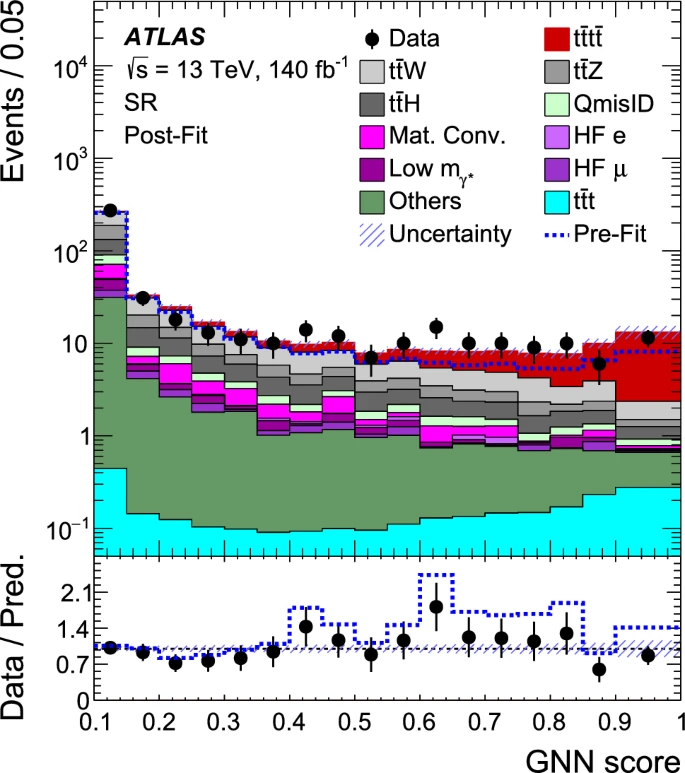 Events / 0.05
10⁴
10³
10²
10
1
10⁻¹
ATLAS
√s = 13 TeV, 140 fb⁻¹
SR
Post-Fit
Data
tt̄tt̄
tt̄W
tt̄Z
tt̄H
QmisID
Mat. Conv.
HF e
Low mγ*
HF μ
Others
tt̄t
Uncertainty
Pre-Fit
Data / Pred.
2.1
1.4
0.7
0
0.1 0.2 0.3 0.4 0.5 0.6 0.7 0.8 0.9 1
GNN score